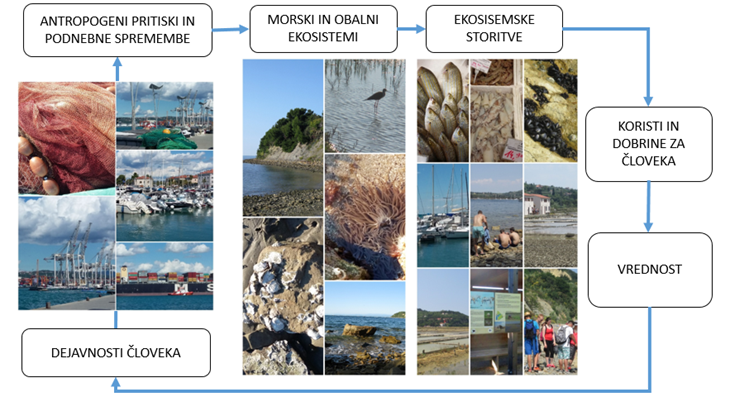 ANTROPOGENI PRITISKI IN
PODNEBNE SPREMEMBE
MORSKI IN OBALNI
EKOSISTEMI
EKOSISEMSKE
STORITVE
KORISTI IN
DOBRINE ZA
ČLOVEKA
VREDNOST
DEJAVNOSTI ČLOVEKA